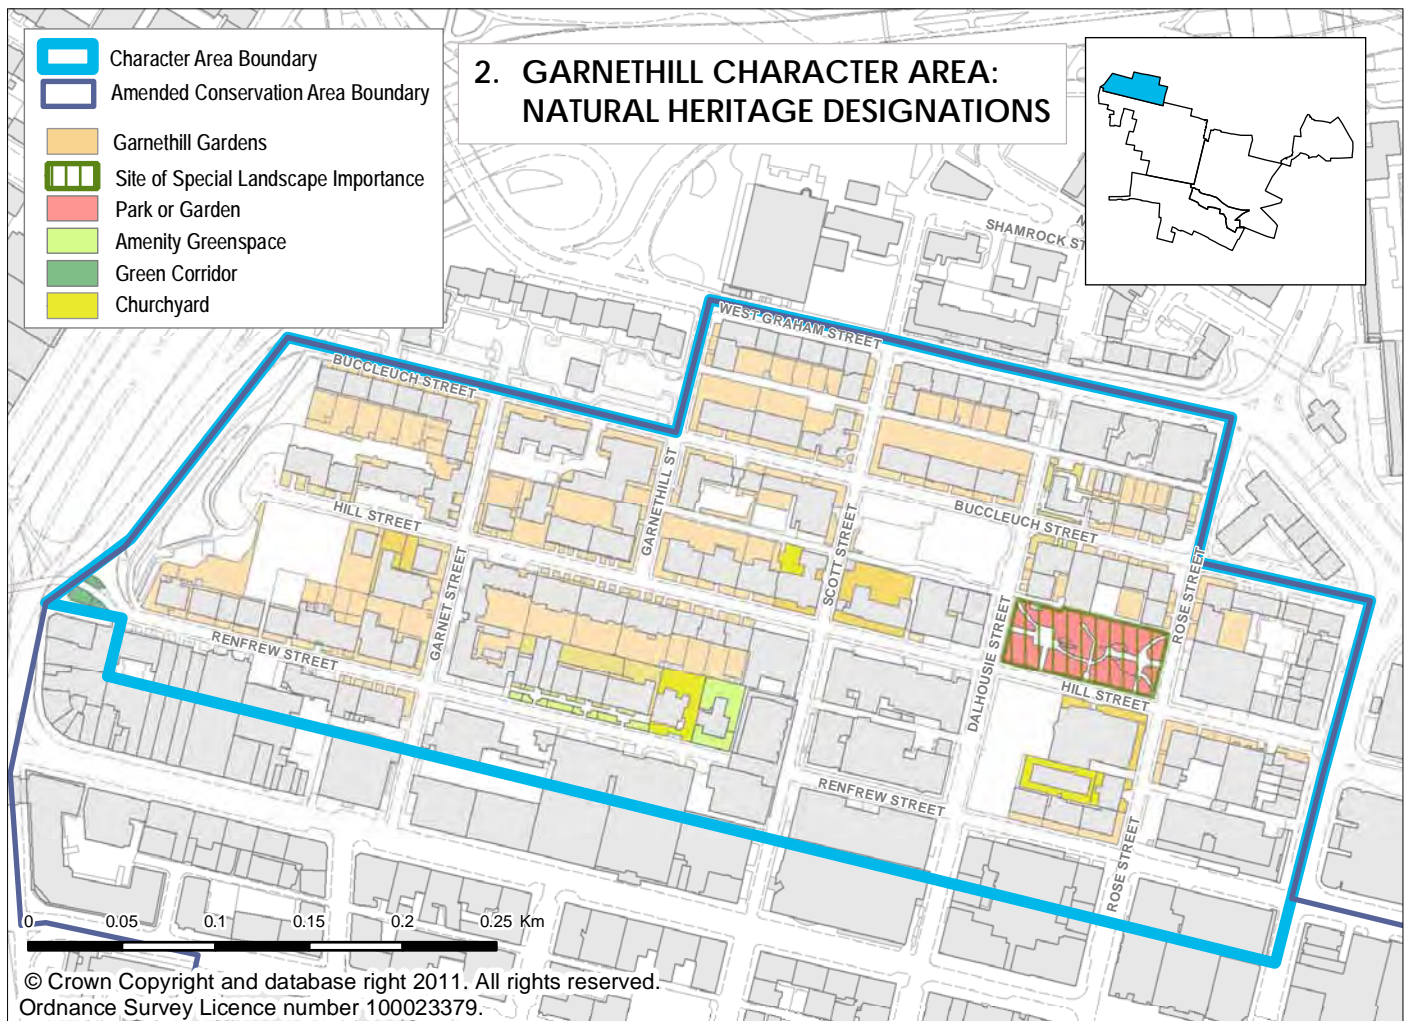 Character Area Boundary
Amended Conservation Area Boundary
Garnethill Gardens
Site of Special Landscape Importance
Park or Garden
Amenity Greenspace
Green Corridor
Churchyard
2. GARNETHILL CHARACTER AREA:
NATURAL HERITAGE DESIGNATIONS
SHAMROCK ST
WEST GRAHAM STREET
BUCCLEUCH STREET
GARNETHILL ST
HILL STREET
BUCCLEUCH STREET
SCOTT STREET
GARNET STREET
DALHOUSIE STREET
ROSE STREET
RENFREW STREET
HILL STREET
RENFREW STREET
ROSE STREET
0 0.05 0.1 0.15 0.2 0.25 Km
© Crown Copyright and database right 2011. All rights reserved.
Ordnance Survey Licence number 100023379.